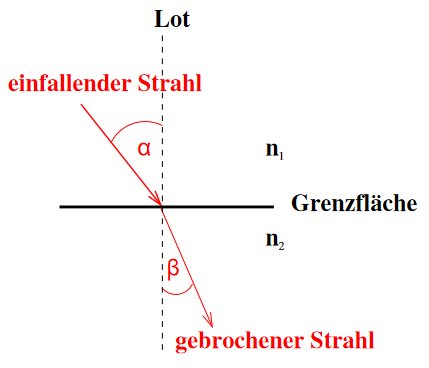 Lot
einfallender Strahl
α
n₁
Grenzfläche
n₂
β
gebrochener Strahl